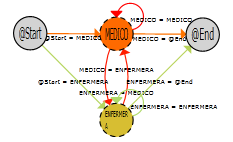 MEDICO = MEDICO
@Start
MEDICO
@End
@Start = MEDICO
MEDICO = @End
MEDICO = ENFERMERA
@Start = ENFERMERA
ENFERMERA = @End
ENFERMERA = MEDICO
ENFERMERA = ENFERMERA
ENFERMER
A